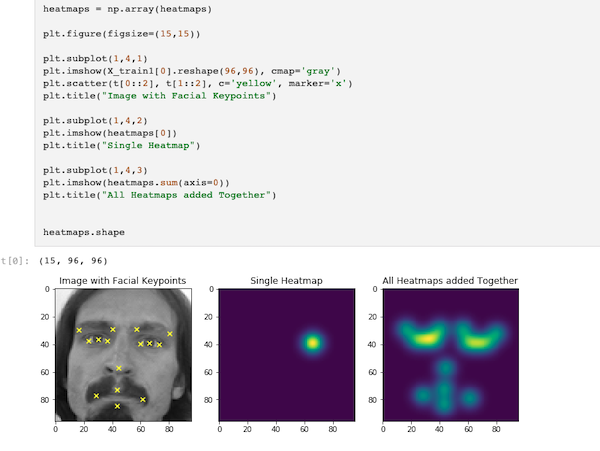 heatmaps = np.array(heatmaps)
plt.figure(figsize=(15,15))
plt.subplot(1,4,1)
plt.imshow(X_train1[0].reshape(96,96), cmap='gray')
plt.scatter(t[0::2], t[1::2], c='yellow', marker='x')
plt.title("Image with Facial Keypoints")
plt.subplot(1,4,2)
plt.imshow(heatmaps[0])
plt.title("Single Heatmap")
plt.subplot(1,4,3)
plt.imshow(heatmaps.sum(axis=0))
plt.title("All Heatmaps added Together")
heatmaps.shape
t[0]: (15, 96, 96)
Image with Facial Keypoints Single Heatmap All Heatmaps added Together
0 0 0
20 20 20
40 40 40
60 60 60
80 80 80
0 20 40 60 80 0 20 40 60 80 0 20 40 60 80